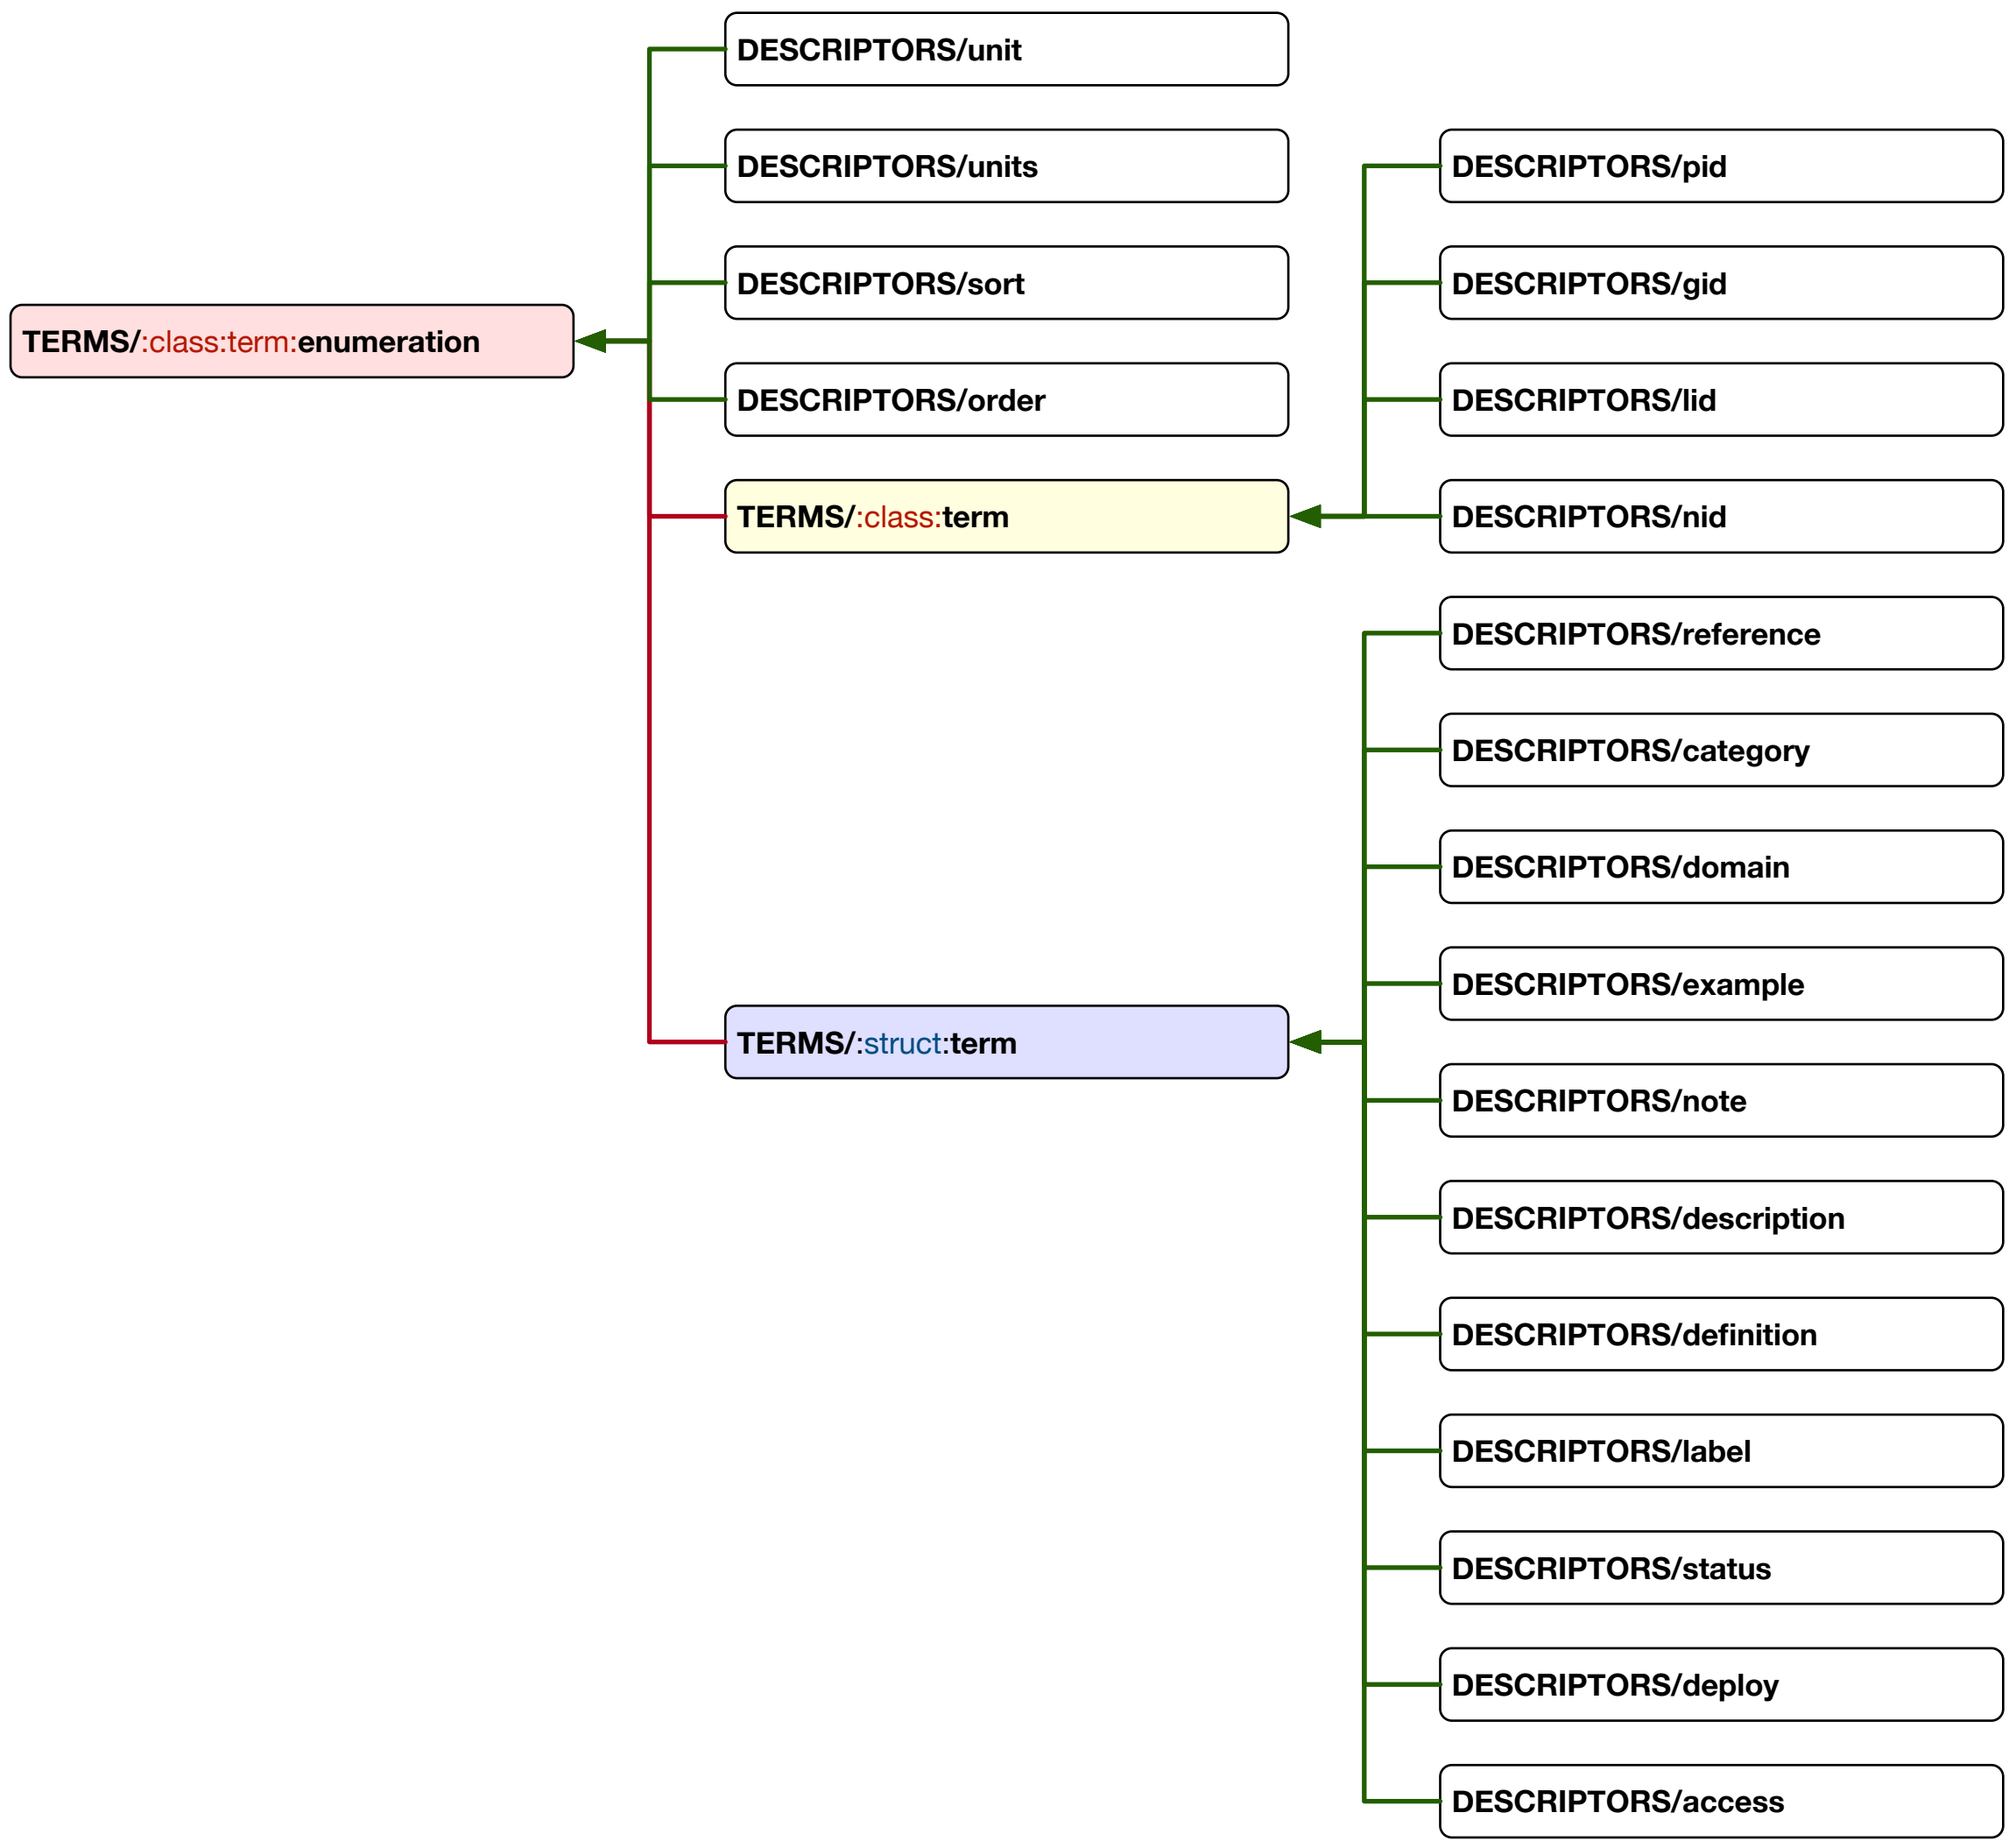 DESCRIPTORS/unit
DESCRIPTORS/units
DESCRIPTORS/pid
DESCRIPTORS/sort
DESCRIPTORS/gid
TERMS/:class:term:enumeration
DESCRIPTORS/order
DESCRIPTORS/lid
TERMS/:class:term
DESCRIPTORS/nid
DESCRIPTORS/reference
DESCRIPTORS/category
DESCRIPTORS/domain
DESCRIPTORS/example
TERMS/:struct:term
DESCRIPTORS/note
DESCRIPTORS/description
DESCRIPTORS/definition
DESCRIPTORS/label
DESCRIPTORS/status
DESCRIPTORS/deploy
DESCRIPTORS/access